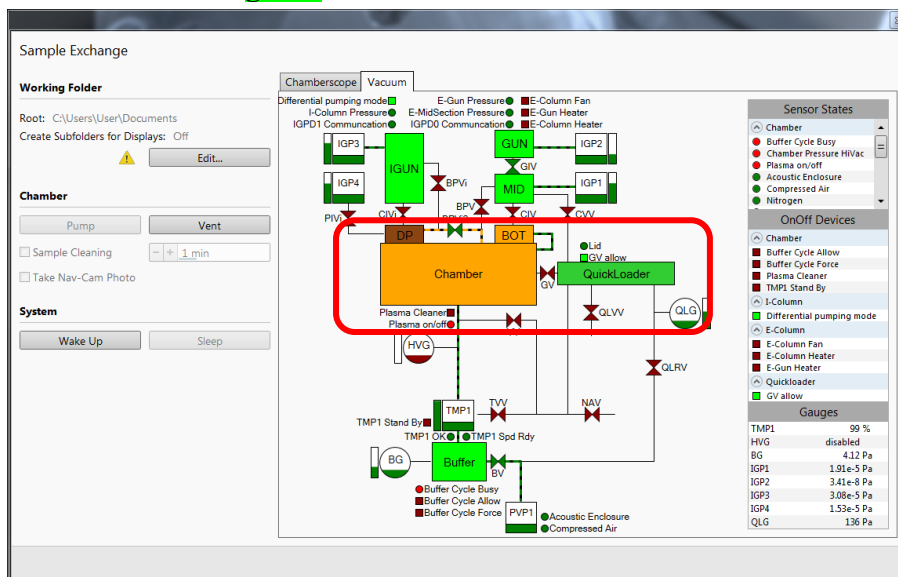 Sample Exchange
Working Folder
Root: C:\Users\User\Documents
Create Subfolders for Displays: Off
Edit...
Chamber
Pump
Vent
Sample Cleaning
- + 1 min
Take Nav-Cam Photo
System
Wake Up
Sleep
Chamberscope
Vacuum
Differential pumping mode
I-Column Pressure
IGPD1 Communcation
E-Gun Pressure
E-MidSection Pressure
IGPD0 Communcation
E-Column Fan
E-Gun Heater
E-Column Heater
IGP3
IGUN
GUN
IGP2
GIV
IGP4
BPVi
MID
IGP1
BPV
PIVi
CIVi
CIV
CVV
DP
BOT
Lid
GV allow
Chamber
GV
QuickLoader
Plasma Cleaner
Plasma on/off
QLVV
QLG
HVG
QLRV
TMP1
TVV
NAV
TMP1 Stand By
TMP1 OK
TMP1 Spd Rdy
BG
Buffer
BV
Buffer Cycle Busy
Buffer Cycle Allow
Buffer Cycle Force
PVP1
Acoustic Enclosure
Compressed Air
Sensor States
Chamber
Buffer Cycle Busy
Chamber Pressure HiVac
Plasma on/off
Acoustic Enclosure
Compressed Air
Nitrogen
OnOff Devices
Chamber
Buffer Cycle Allow
Buffer Cycle Force
Plasma Cleaner
TMP1 Stand By
I-Column
Differential pumping mode
E-Column
E-Column Fan
E-Column Heater
E-Gun Heater
Quickloader
GV allow
Gauges
TMP1 99 %
HVG disabled
BG 4.12 Pa
IGP1 1.91e-5 Pa
IGP2 3.41e-8 Pa
IGP3 3.08e-5 Pa
IGP4 1.53e-5 Pa
QLG 136 Pa